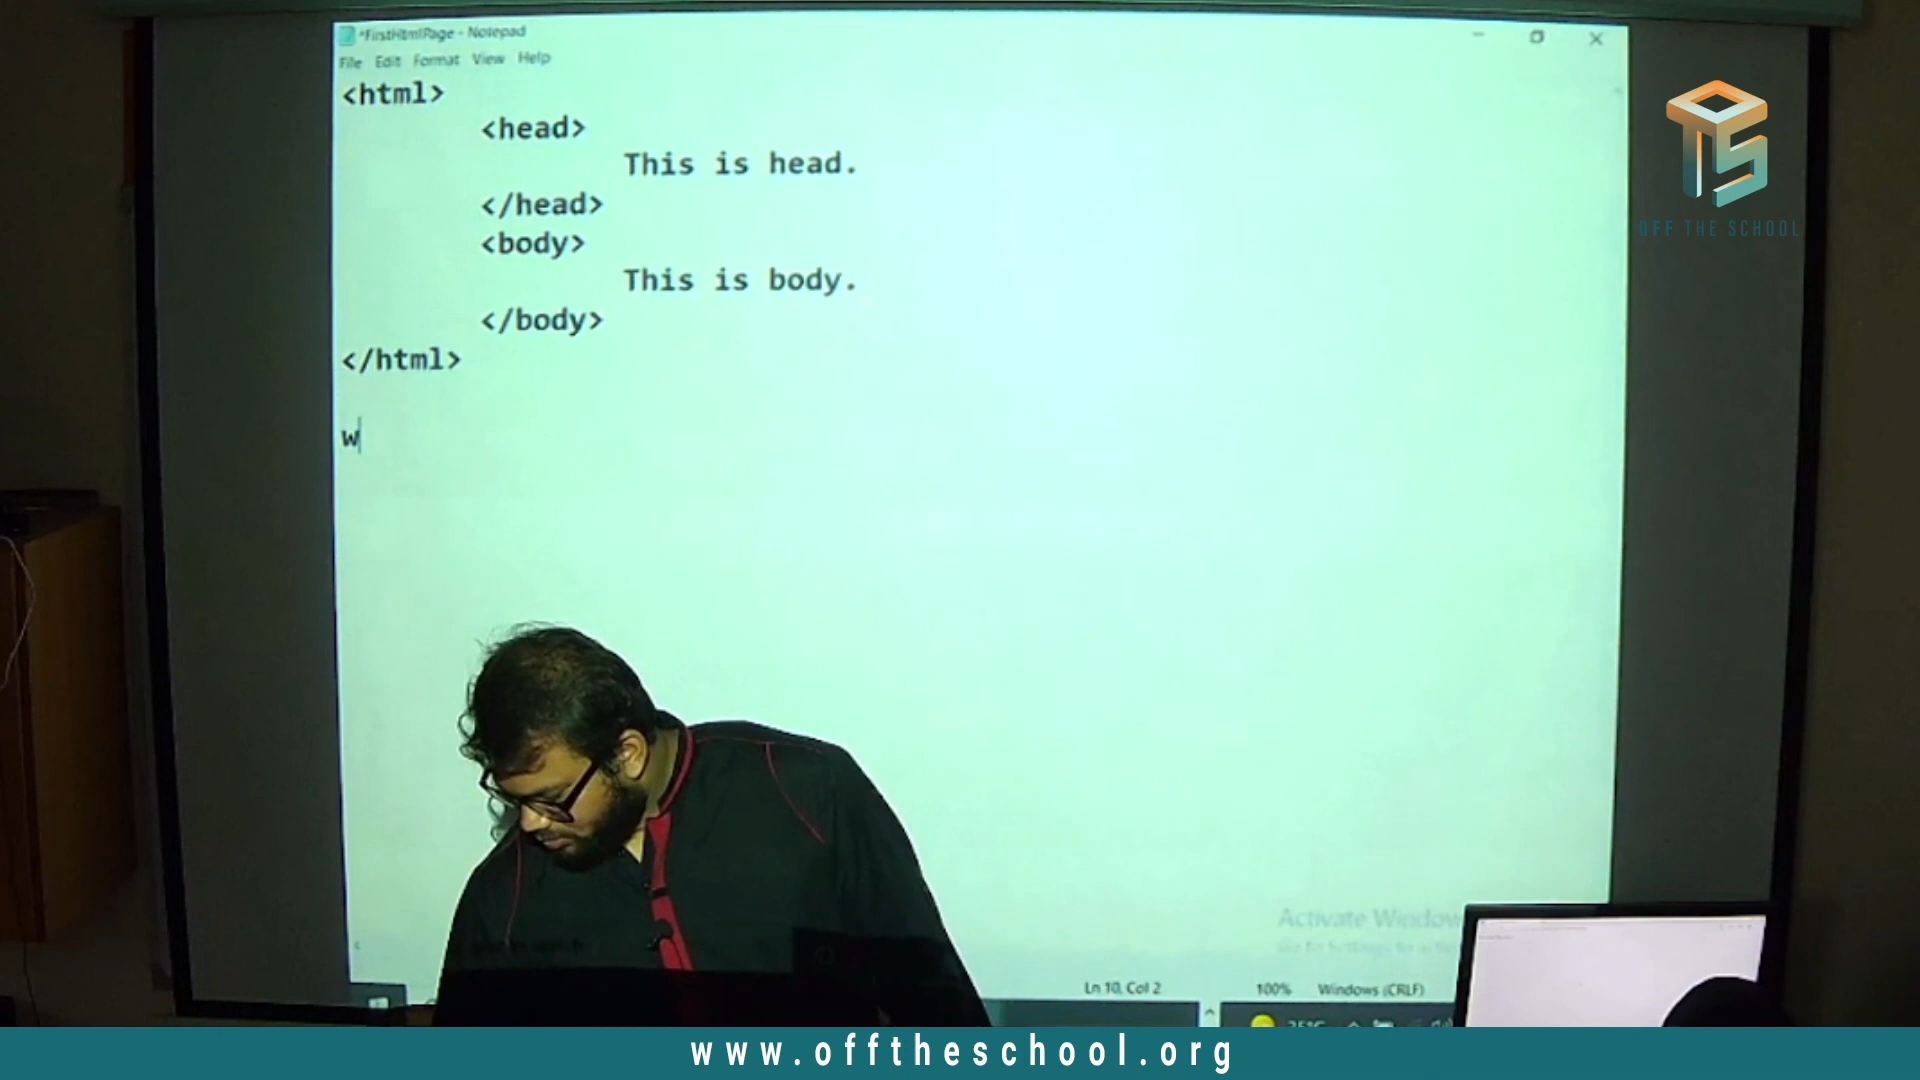 *FirstHtmlPage - Notepad
File Edit Format View Help
<html>
<head>
This is head.
</head>
<body>
This is body.
</body>
</html>
w
OFF THE SCHOOL
Activate Window
Ln 10, Col 2
100%
Windows (CRLF)
www.offtheschool.org